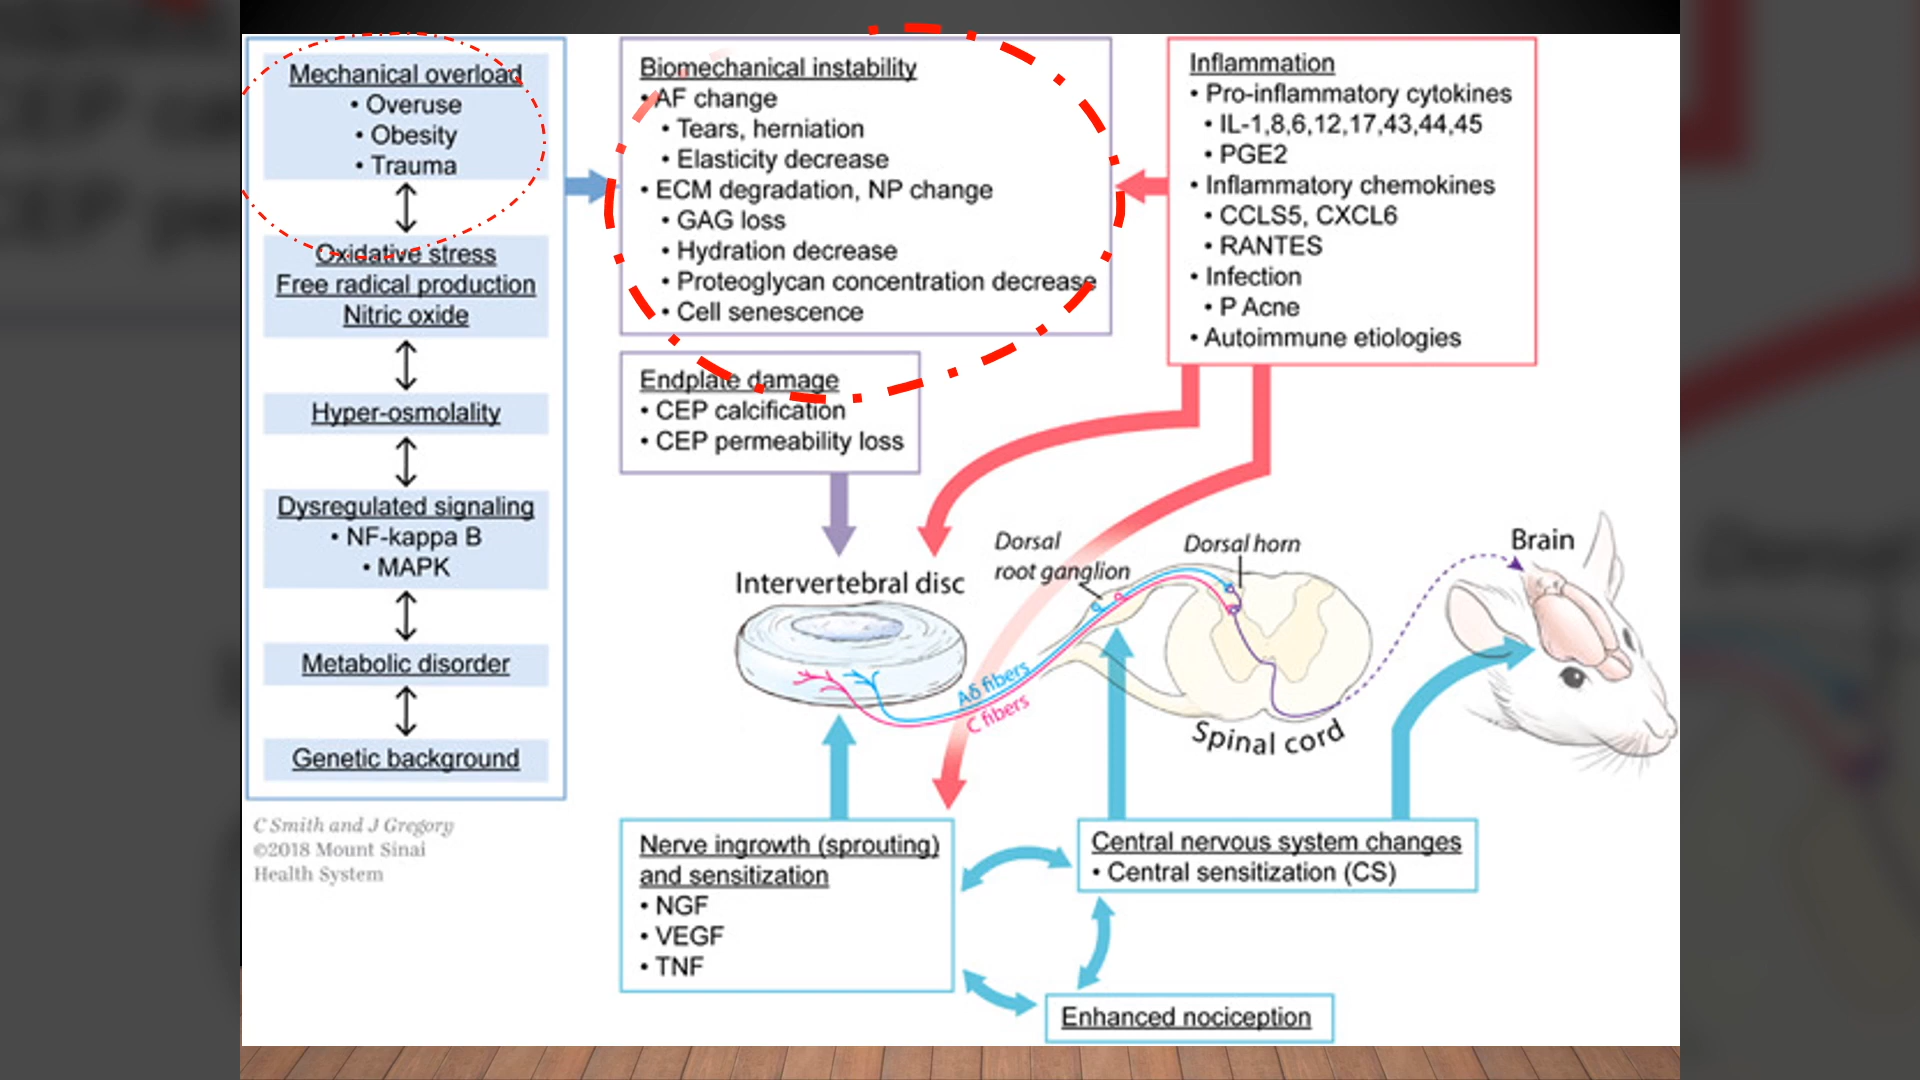 Mechanical overload
• Overuse
• Obesity
• Trauma
Oxidative stress
Free radical production
Nitric oxide
Hyper-osmolality
Dysregulated signaling
• NF-kappa B
• MAPK
Metabolic disorder
Genetic background
C Smith and J Gregory
©2018 Mount Sinai
Health System
Biomechanical instability
• AF change
• Tears, herniation
• Elasticity decrease
• ECM degradation, NP change
• GAG loss
• Hydration decrease
• Proteoglycan concentration decrease
• Cell senescence
Endplate damage
• CEP calcification
• CEP permeability loss
Inflammation
• Pro-inflammatory cytokines
• IL-1,8,6,12,17,43,44,45
• PGE2
• Inflammatory chemokines
• CCLS5, CXCL6
• RANTES
• Infection
• P Acne
• Autoimmune etiologies
Intervertebral disc
Dorsal
root ganglion
Dorsal horn
Brain
Aδ fibers
C fibers
Spinal cord
Nerve ingrowth (sprouting)
and sensitization
• NGF
• VEGF
• TNF
Central nervous system changes
• Central sensitization (CS)
Enhanced nociception